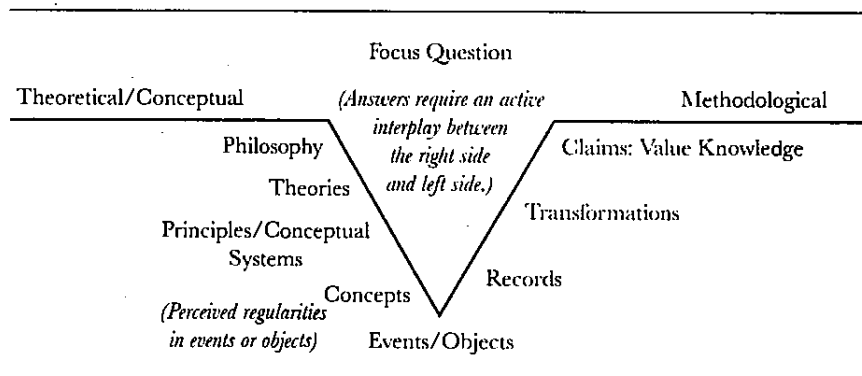 Focus Question
Theoretical/Conceptual
(Answers require an active
interplay between
the right side
and left side.)
Methodological
Philosophy
Theories
Principles/Conceptual
Systems
Concepts
(Perceived regularities
in events or objects)
Claims: Value Knowledge
Transformations
Records
Events/Objects